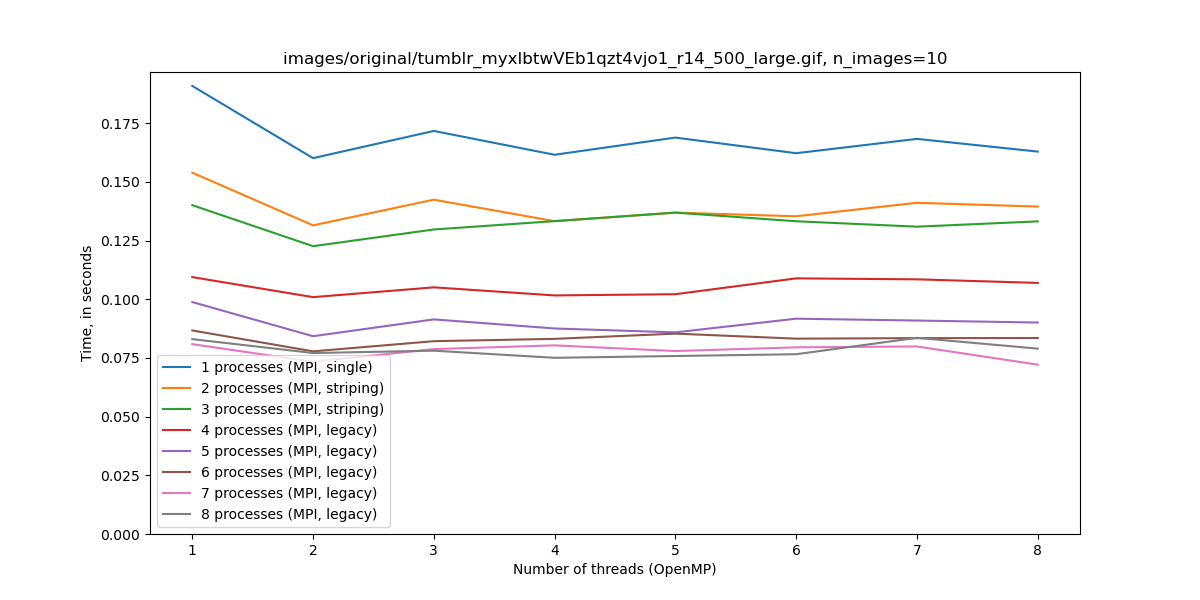 images/original/tumblr_myxlbtwVEb1qzt4vjo1_r14_500_large.gif, n_images=10
0.175
0.150
0.125
0.100
0.075
0.050
0.025
0.000
Time, in seconds
1 processes (MPI, single)
2 processes (MPI, striping)
3 processes (MPI, striping)
4 processes (MPI, legacy)
5 processes (MPI, legacy)
6 processes (MPI, legacy)
7 processes (MPI, legacy)
8 processes (MPI, legacy)
1 2 3 4 5 6 7 8
Number of threads (OpenMP)